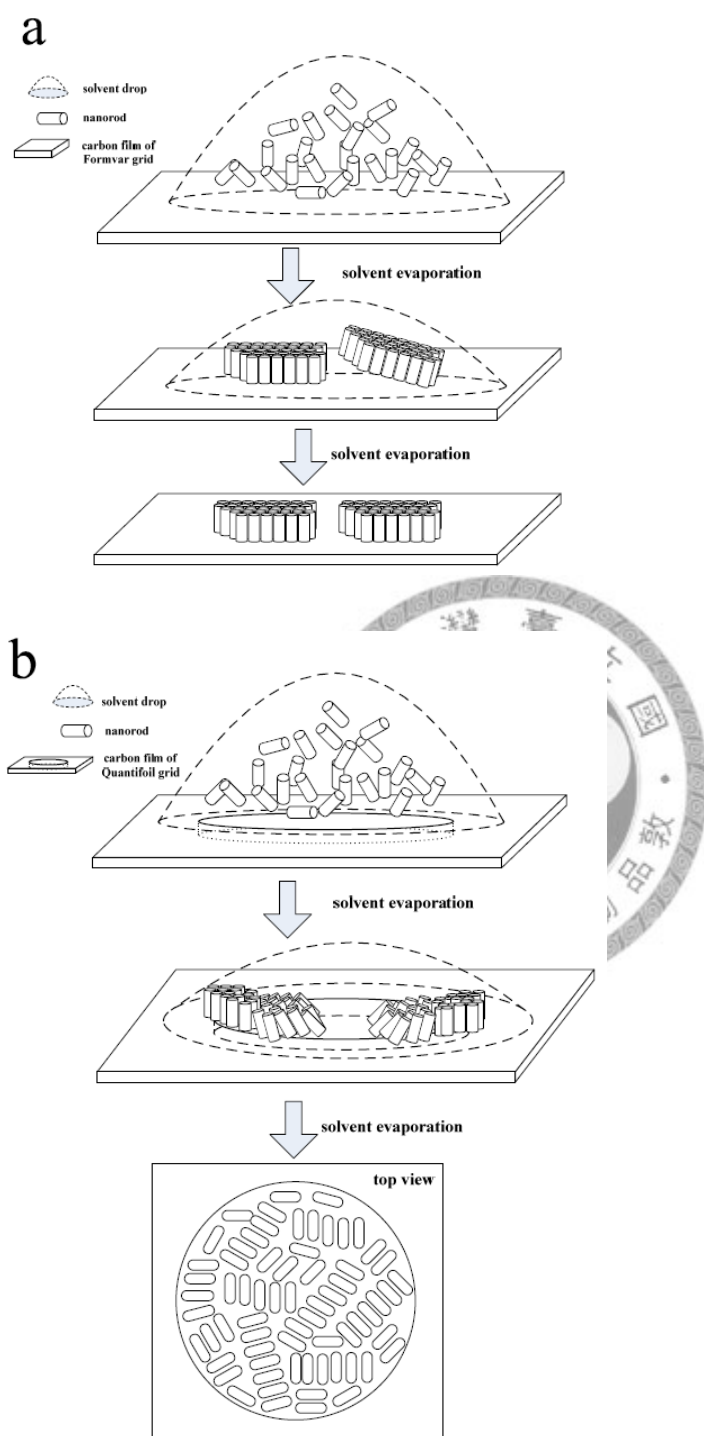 a
solvent drop
nanorod
carbon film of
Formvar grid
solvent evaporation
solvent evaporation
b
solvent drop
nanorod
carbon film of
Quantifoil grid
solvent evaporation
solvent evaporation
top view